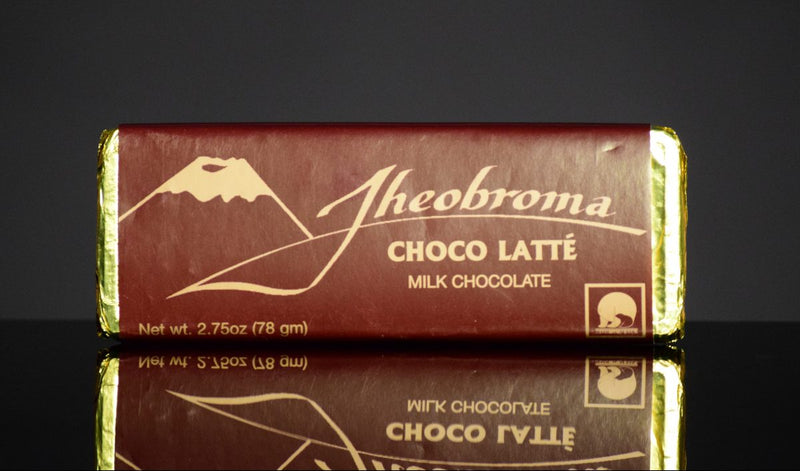 Theobroma
CHOCO LATTÉ
MILK CHOCOLATE
Net wt. 2.75oz (78 gm)